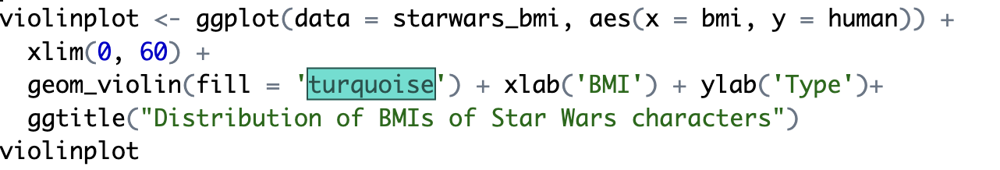 violinplot <- ggplot(data = starwars_bmi, aes(x = bmi, y = human)) +
  xlim(0, 60) +
  geom_violin(fill = 'turquoise') + xlab('BMI') + ylab('Type')+
  ggtitle("Distribution of BMIs of Star Wars characters")
violinplot